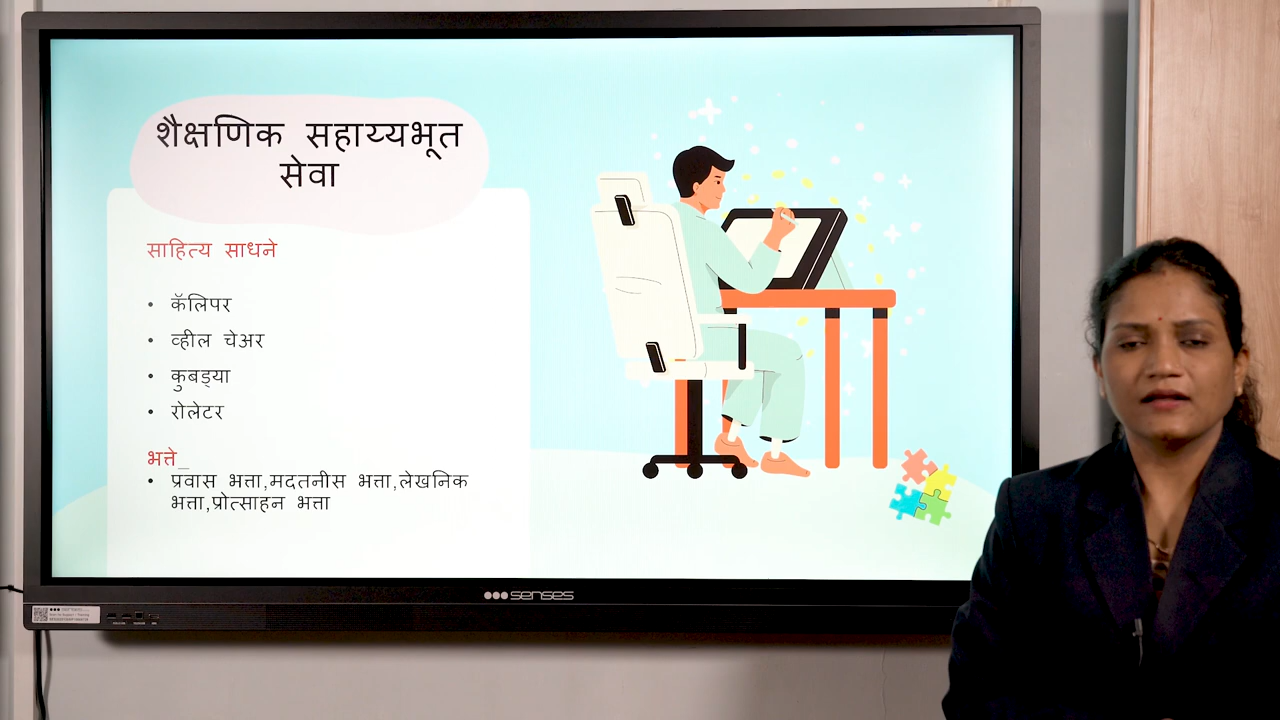 शैक्षणिक सहाय्यभूत
सेवा
साहित्य साधने
• कॅलिपर
• व्हील चेअर
• कुबड्या
• रोलेटर
भत्ते_
• प्रवास भत्ता,मदतनीस भत्ता,लेखनिक
भत्ता,प्रोत्साहन भत्ता
senses